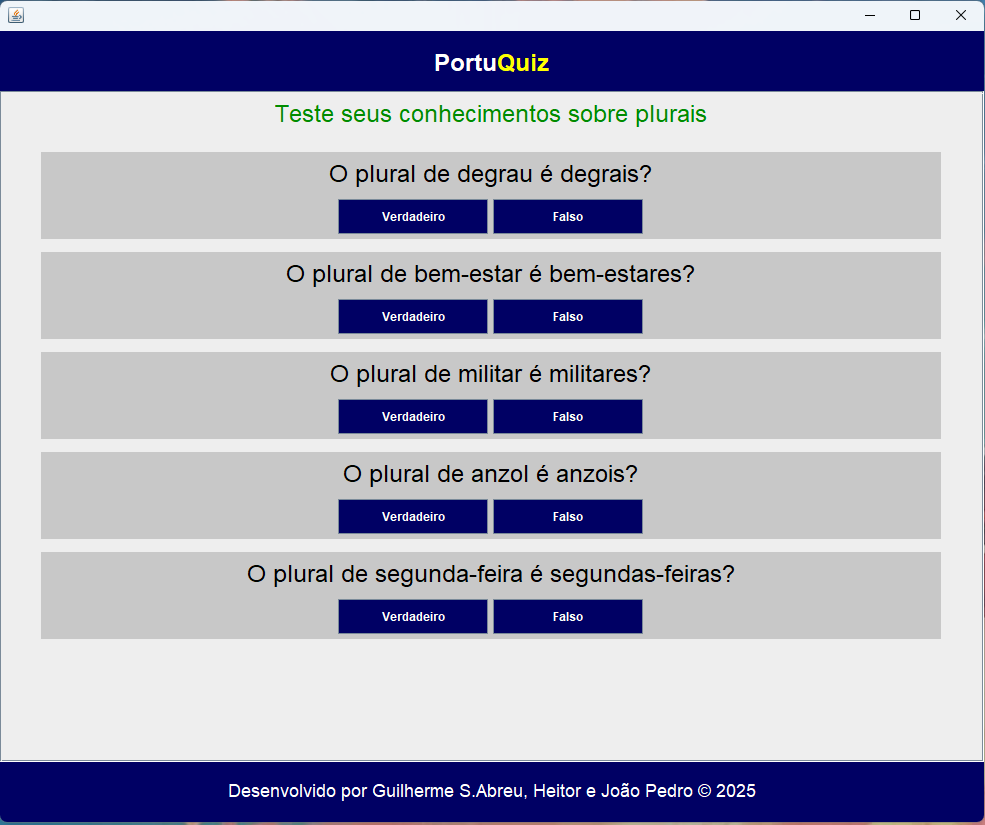 PortuQuiz
Teste seus conhecimentos sobre plurais
O plural de degrau é degrais?
Verdadeiro Falso
O plural de bem-estar é bem-estares?
Verdadeiro Falso
O plural de militar é militares?
Verdadeiro Falso
O plural de anzol é anzois?
Verdadeiro Falso
O plural de segunda-feira é segundas-feiras?
Verdadeiro Falso
Desenvolvido por Guilherme S.Abreu, Heitor e João Pedro © 2025